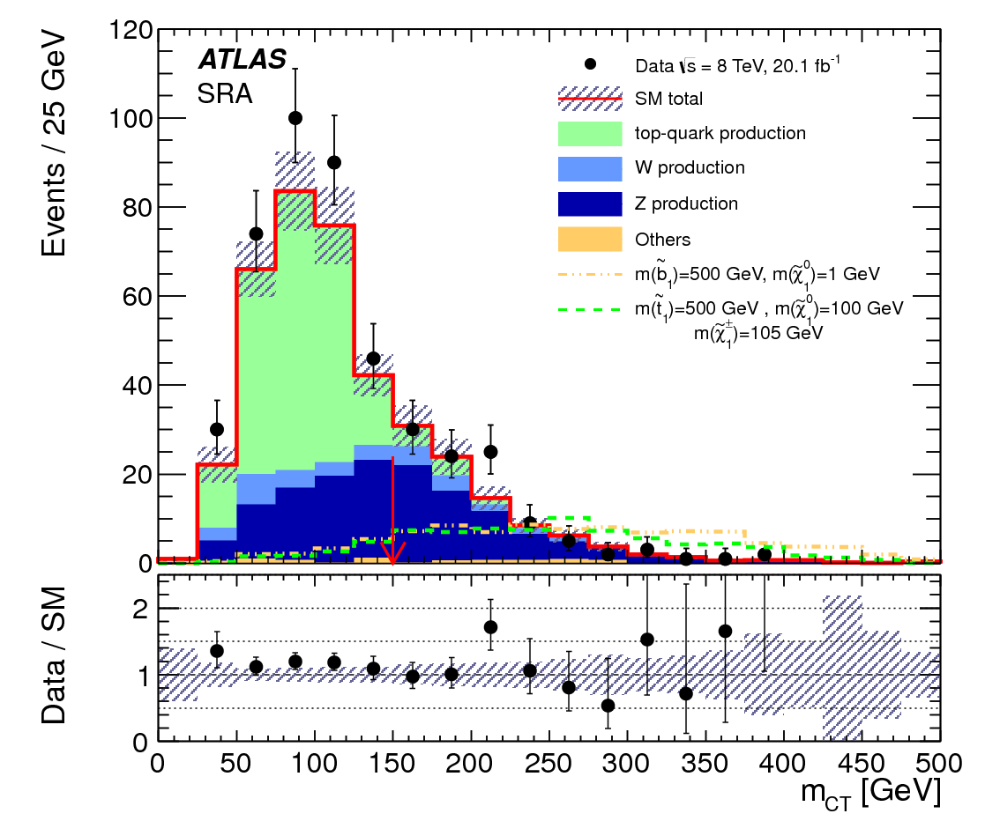 120
100
80
60
40
20
0
Events / 25 GeV
ATLAS
SRA
Data √s = 8 TeV, 20.1 fb⁻¹
SM total
top-quark production
W production
Z production
Others
m(b̃₁)=500 GeV, m(χ̃₁⁰)=1 GeV
m(t̃₁)=500 GeV , m(χ̃₁⁰)=100 GeV
m(χ̃₁±)=105 GeV
Data / SM
2
1
0
0 50 100 150 200 250 300 350 400 450 500
m_CT [GeV]